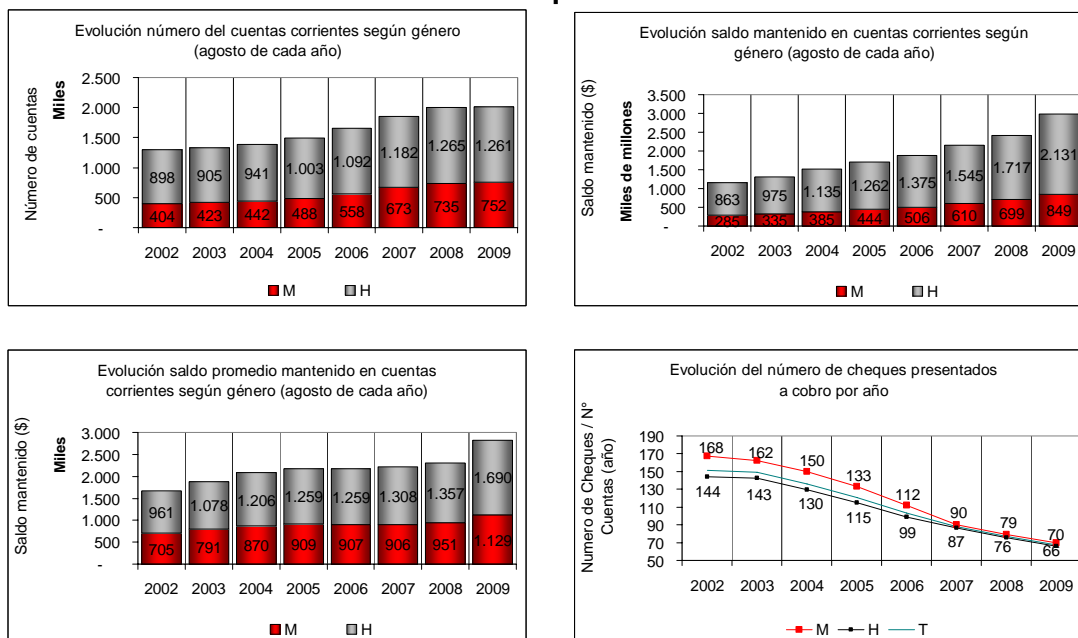 Evolución número del cuentas corrientes según género
(agosto de cada año)
Número de cuentas
Miles
2.500
2.000
1.500
1.000
500
-
898 905 941 1.003 1.092 1.182 1.265 1.261
404 423 442 488 558 673 735 752
2002 2003 2004 2005 2006 2007 2008 2009
M H
Evolución saldo mantenido en cuentas corrientes según
género (agosto de cada año)
Saldo mantenido ($)
Miles de millones
3.500
3.000
2.500
2.000
1.500
1.000
500
-
863 975 1.135 1.262 1.375 1.545 1.717 2.131
285 335 385 444 506 610 699 849
2002 2003 2004 2005 2006 2007 2008 2009
M H
Evolución saldo promedio mantenido en cuentas
corrientes según género (agosto de cada año)
Saldo mantenido ($)
Miles
3.000
2.500
2.000
1.500
1.000
500
-
961 1.078 1.206 1.259 1.259 1.308 1.357 1.690
705 791 870 909 907 906 951 1.129
2002 2003 2004 2005 2006 2007 2008 2009
M H
Evolución del número de cheques presentados
a cobro por año
Numero de Cheques / N°
Cuentas (año)
190
170
150
130
110
90
70
50
168 162 150 133 112 90 79 70
144 143 130 115 99 87 76 66
2002 2003 2004 2005 2006 2007 2008 2009
M H T